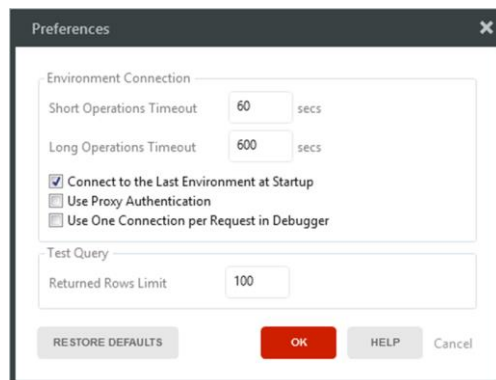 Preferences
Environment Connection
Short Operations Timeout 60 secs
Long Operations Timeout 600 secs
Connect to the Last Environment at Startup
Use Proxy Authentication
Use One Connection per Request in Debugger
Test Query
Returned Rows Limit 100
RESTORE DEFAULTS OK HELP Cancel